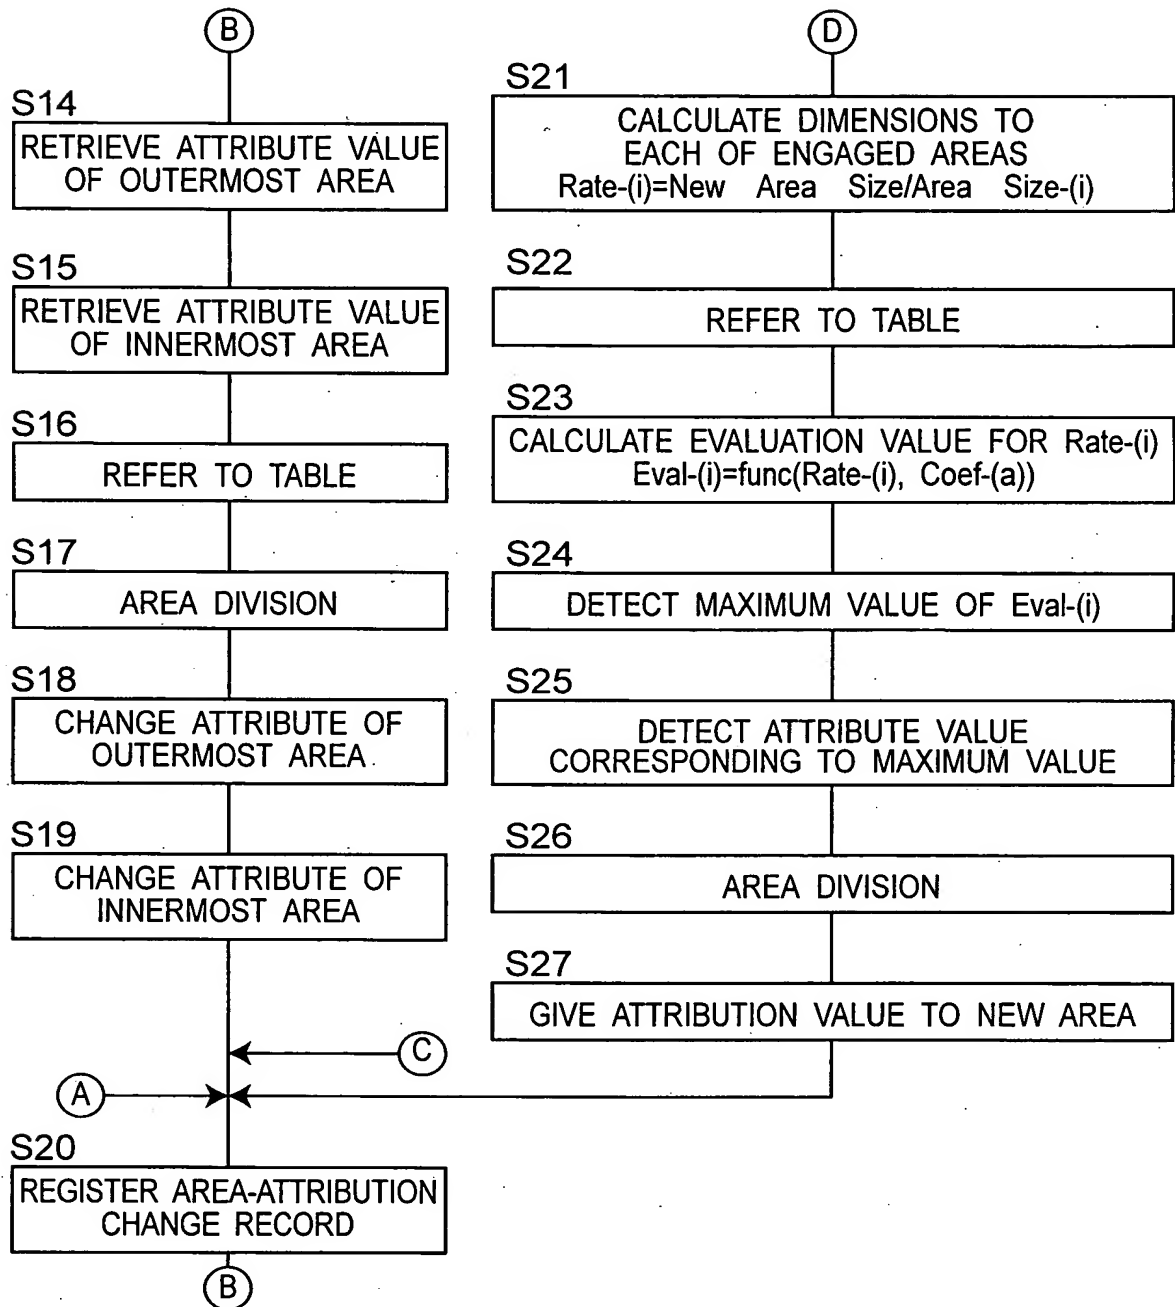 B
S14
RETRIEVE ATTRIBUTE VALUE
OF OUTERMOST AREA
S15
RETRIEVE ATTRIBUTE VALUE
OF INNERMOST AREA
S16
REFER TO TABLE
S17
AREA DIVISION
S18
CHANGE ATTRIBUTE OF
OUTERMOST AREA
S19
CHANGE ATTRIBUTE OF
INNERMOST AREA
C
A
S20
REGISTER AREA-ATTRIBUTION
CHANGE RECORD
B
D
S21
CALCULATE DIMENSIONS TO
EACH OF ENGAGED AREAS
Rate-(i)=New Area Size/Area Size-(i)
S22
REFER TO TABLE
S23
CALCULATE EVALUATION VALUE FOR Rate-(i)
Eval-(i)=func(Rate-(i), Coef-(a))
S24
DETECT MAXIMUM VALUE OF Eval-(i)
S25
DETECT ATTRIBUTE VALUE
CORRESPONDING TO MAXIMUM VALUE
S26
AREA DIVISION
S27
GIVE ATTRIBUTION VALUE TO NEW AREA